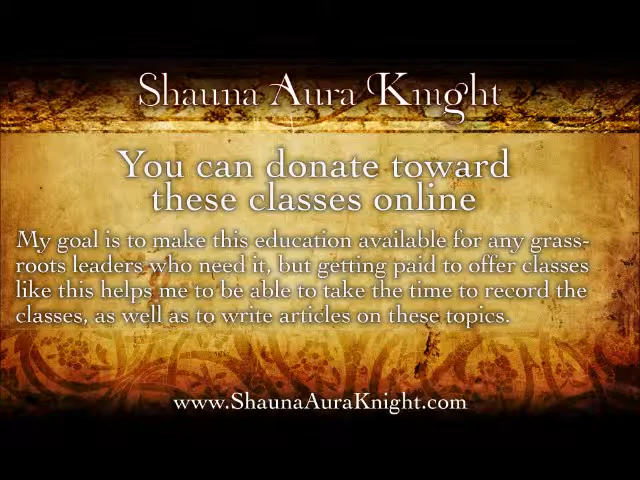 Shauna Aura Knight
You can donate toward
these classes online
My goal is to make this education available for any grass-
roots leaders who need it, but getting paid to offer classes
like this helps me to be able to take the time to record the
classes, as well as to write articles on these topics.
www.ShaunaAuraKnight.com